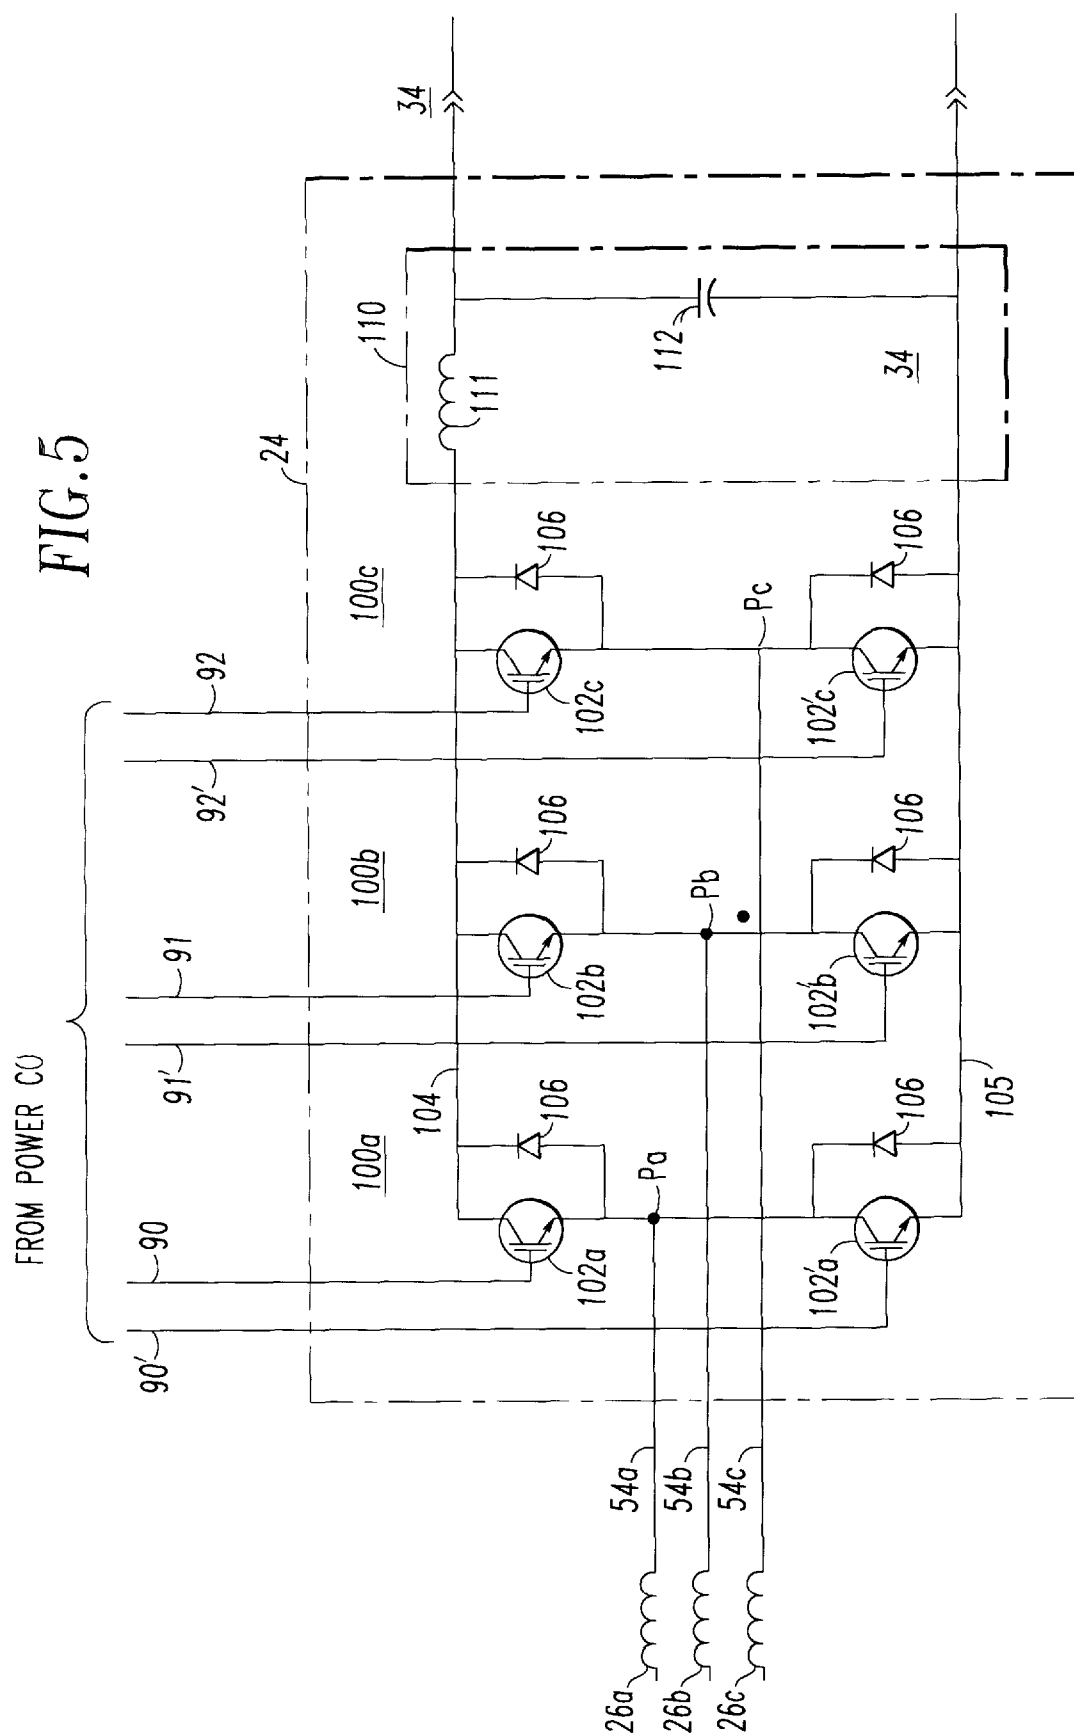 FIG.5
FROM POWER CO
90' 90 91' 91 92' 92
24
110
34
100a 100b 100c
104
111
106 106 106
102a 102b 102c
112
Pa
Pb
Pc
34
54a
54b
54c
26a
26b
26c
106 106 106
102'a 102'b 102'c
105